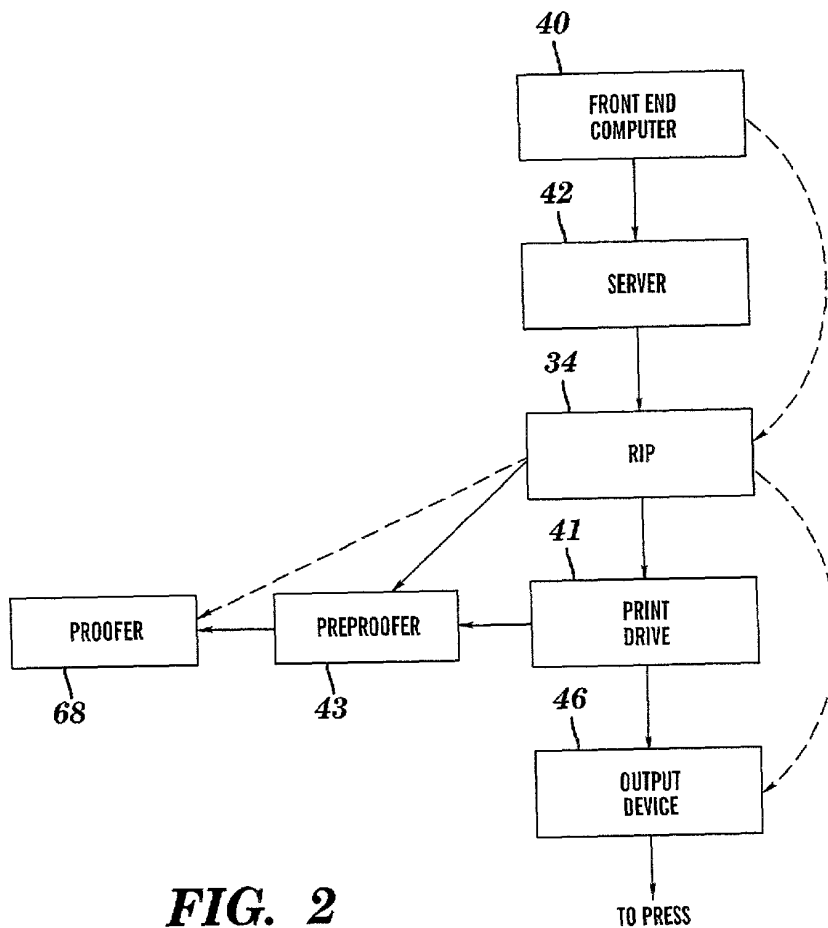 40
FRONT END
COMPUTER
42
SERVER
34
RIP
41
PRINT
DRIVE
PROOFER
PREPROOFER
68
43
46
OUTPUT
DEVICE
FIG. 2
TO PRESS